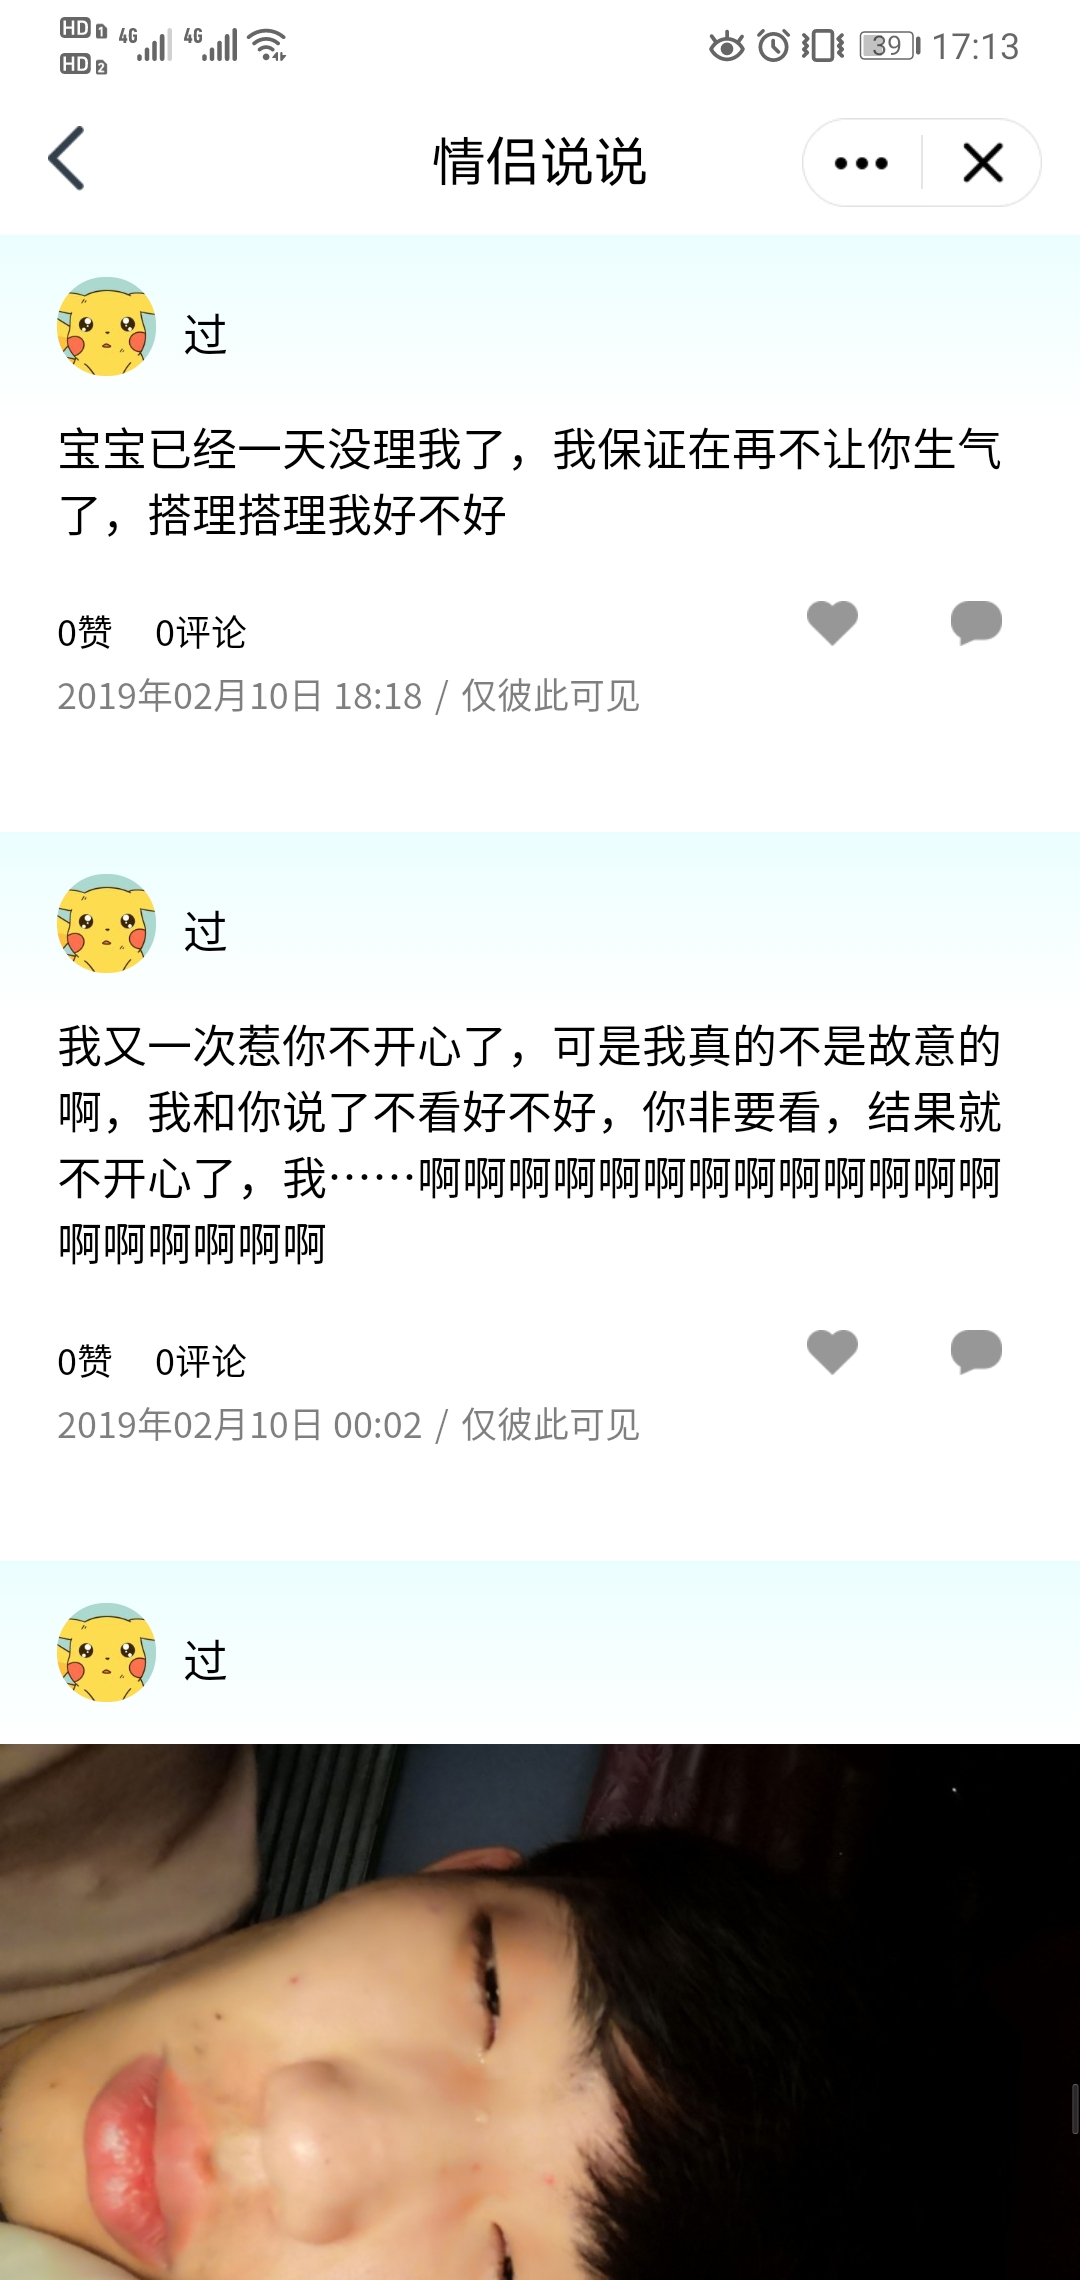 HD 1 4G 4G
HD 2
39 17:13
情侣说说
过
宝宝已经一天没理我了，我保证在再不让你生气
了，搭理搭理我好不好
0赞 0评论
2019年02月10日 18:18 / 仅彼此可见
过
我又一次惹你不开心了，可是我真的不是故意的
啊，我和你说了不看好不好，你非要看，结果就
不开心了，我……啊啊啊啊啊啊啊啊啊啊啊啊啊
啊啊啊啊啊啊
0赞 0评论
2019年02月10日 00:02 / 仅彼此可见
过